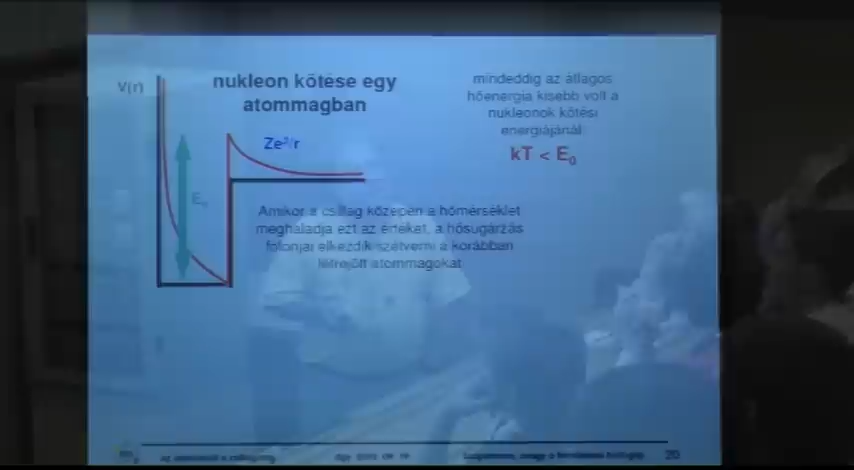 nukleon kötése egy
atommagban
mindeddig az átlagos
hőenergia kisebb volt a
nukleonok kötési
energiájánál
kT < E₀
V(r)
Ze²/r
E₀
Amikor a csillag közepén a hőmérséklet
meghaladja ezt az értéket, a hősugárzás
fotonjai elkezdik szétverni a korábban
létrejött atommagokat
20